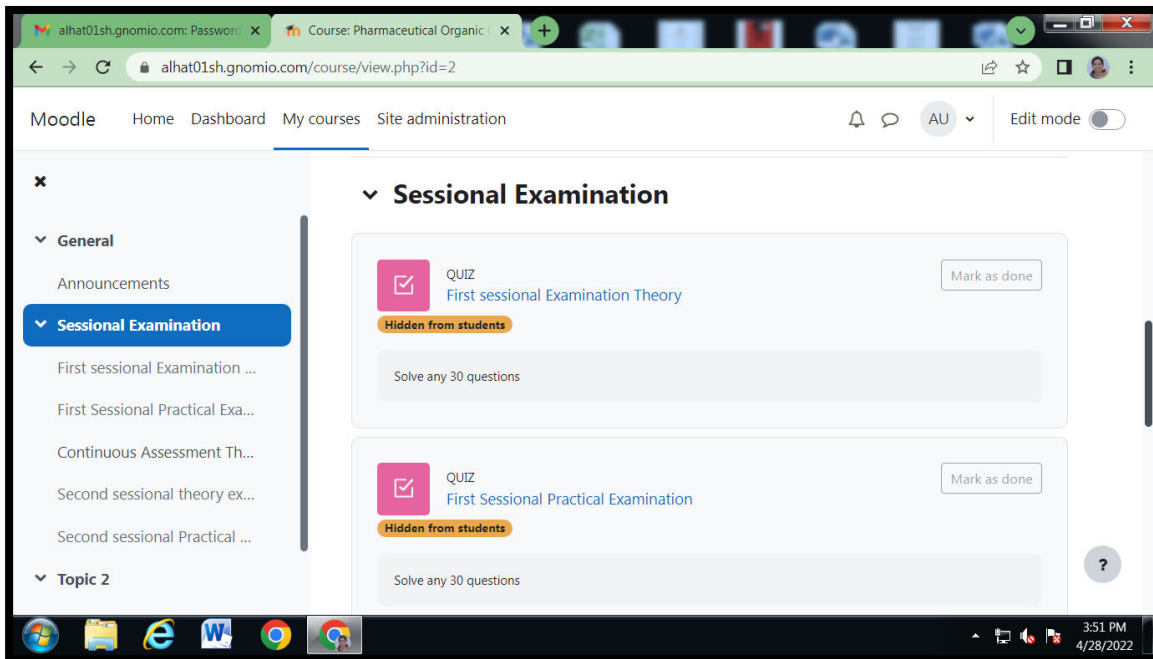 alhat01sh.gnomio.com: Password
Course: Pharmaceutical Organic
alhat01sh.gnomio.com/course/view.php?id=2
Moodle Home Dashboard My courses Site administration AU Edit mode
General
Announcements
Sessional Examination
First sessional Examination ...
First Sessional Practical Exa...
Continuous Assessment Th...
Second sessional theory ex...
Second sessional Practical ...
Topic 2
Sessional Examination
QUIZ
First sessional Examination Theory
Mark as done
Hidden from students
Solve any 30 questions
QUIZ
First Sessional Practical Examination
Mark as done
Hidden from students
Solve any 30 questions
?
3:51 PM
4/28/2022